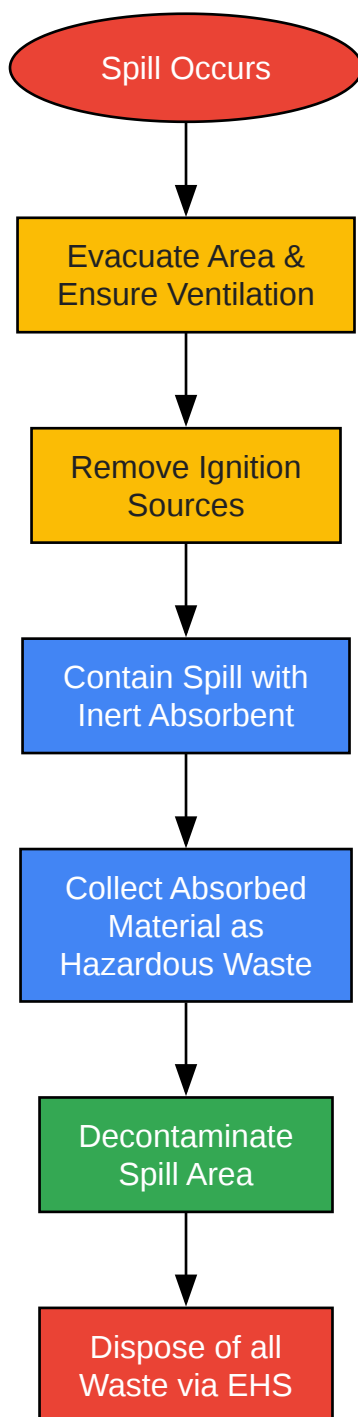 Spill Occurs
Evacuate Area &
Ensure Ventilation
Remove Ignition
Sources
Contain Spill with
Inert Absorbent
Collect Absorbed
Material as
Hazardous Waste
Decontaminate
Spill Area
Dispose of all
Waste via EHS